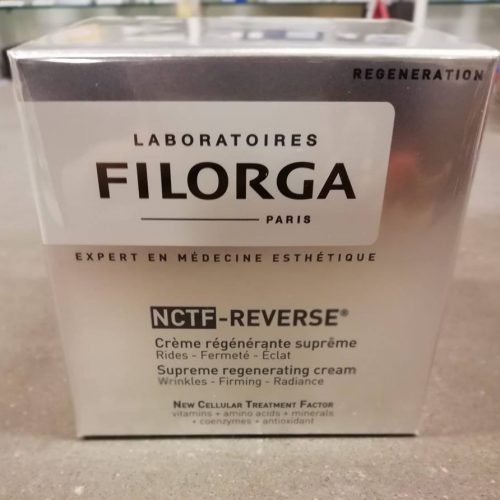 REGENERATION
LABORATOIRES
FILORGA
PARIS
EXPERT EN MÉDECINE ESTHÉTIQUE
NCTF-REVERSE®
Crème régénérante suprême
Rides - Fermeté - Éclat
Supreme regenerating cream
Wrinkles - Firming - Radiance
NEW CELLULAR TREATMENT FACTOR
vitamins + amino acids + minerals
+ coenzymes + antioxidant